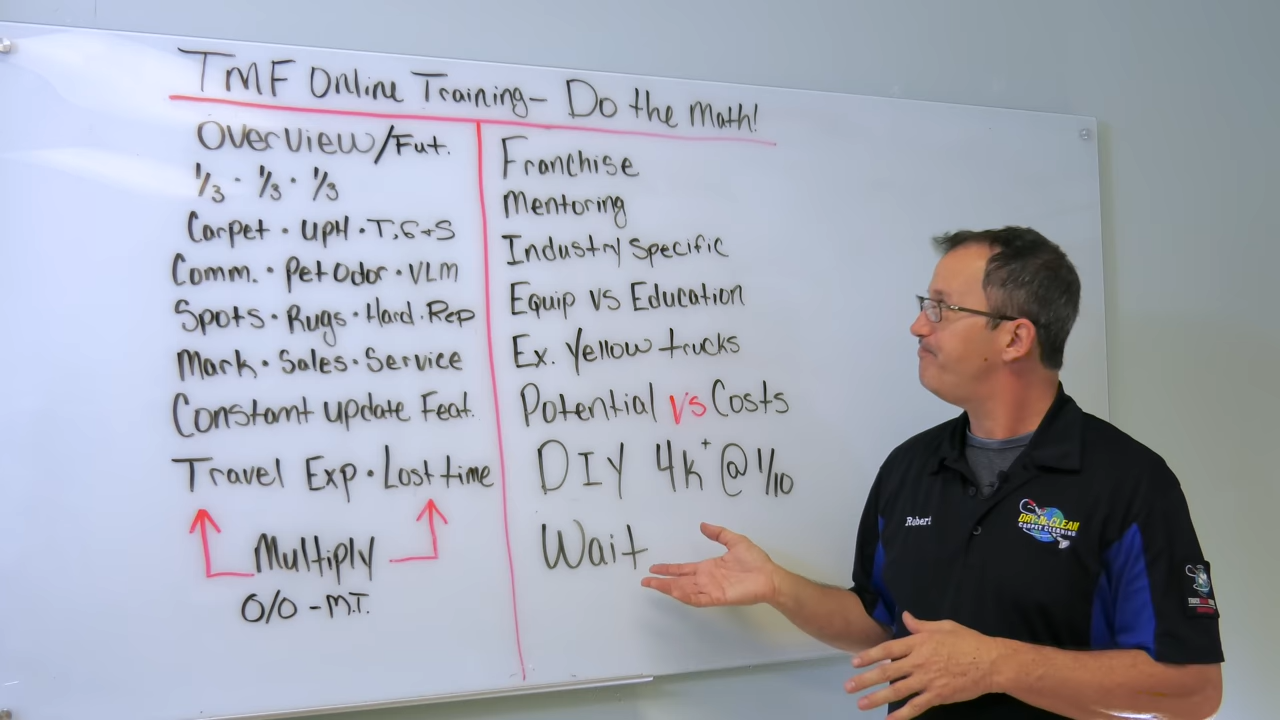 TMF Online Training - Do the Math!
Overview/Fut.
1/3 · 1/3 · 1/3
Carpet · UPH · T,G+S
Comm. · Pet Odor · VLM
Spots · Rugs · Hard · Rep
Mark · Sales · Service
Constant update Feat.
Travel Exp · Lost time
Multiply
O/O - M.T.
Franchise
Mentoring
Industry Specific
Equip vs Education
Ex. Yellow trucks
Potential vs Costs
DIY 4k+ @ 1/10
Wait
Robert
DRY-N-CLEAN
CARPET CLEANING